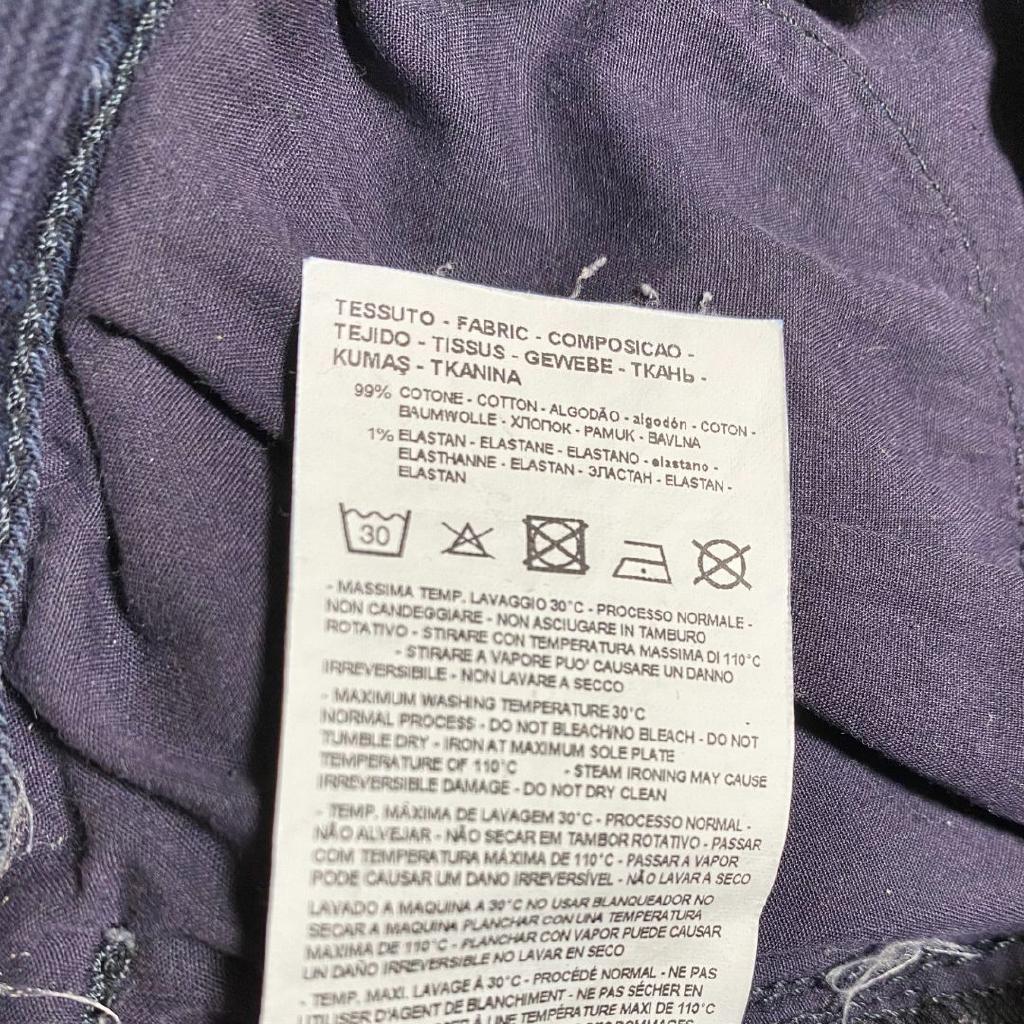 TESSUTO - FABRIC - COMPOSICAO -
TEJIDO - TISSUS - GEWEBE - ТКАНЬ -
KUMAŞ - TKANINA
99% COTONE - COTTON - ALGODÃO - algodón - COTON -
BAUMWOLLE - ХЛОПОК - PAMUK - BAVLNA
1% ELASTAN - ELASTANE - ELASTANO - elastano -
ELASTHANNE - ELASTAN - ЭЛАСТАН - ELASTAN -
ELASTAN
30
- MASSIMA TEMP. LAVAGGIO 30°C - PROCESSO NORMALE -
NON CANDEGGIARE - NON ASCIUGARE IN TAMBURO
ROTATIVO - STIRARE CON TEMPERATURA MASSIMA DI 110°C
- STIRARE A VAPORE PUO' CAUSARE UN DANNO
IRREVERSIBILE - NON LAVARE A SECCO
- MAXIMUM WASHING TEMPERATURE 30°C
NORMAL PROCESS - DO NOT BLEACH/NO BLEACH - DO NOT
TUMBLE DRY - IRON AT MAXIMUM SOLE PLATE
TEMPERATURE OF 110°C - STEAM IRONING MAY CAUSE
IRREVERSIBLE DAMAGE - DO NOT DRY CLEAN
- TEMP. MÁXIMA DE LAVAGEM 30°C - PROCESSO NORMAL -
NÃO ALVEJAR - NÃO SECAR EM TAMBOR ROTATIVO - PASSAR
COM TEMPERATURA MÁXIMA DE 110°C - PASSAR A VAPOR
PODE CAUSAR UM DANO IRREVERSÍVEL - NÃO LAVAR A SECO
LAVADO A MAQUINA A 30°C NO USAR BLANQUEADOR NO
SECAR A MAQUINA PLANCHAR CON UNA TEMPERATURA
MAXIMA DE 110°C - PLANCHAR CON VAPOR PUEDE CAUSAR
UN DAÑO IRREVERSIBLE NO LAVAR EN SECO
- TEMP. MAXI. LAVAGE À 30°C - PROCÉDÉ NORMAL - NE PAS
UTILISER D'AGENT DE BLANCHIMENT - NE PAS SÉCHER EN
À UNE TEMPÉRATURE MAXI DE 110°C